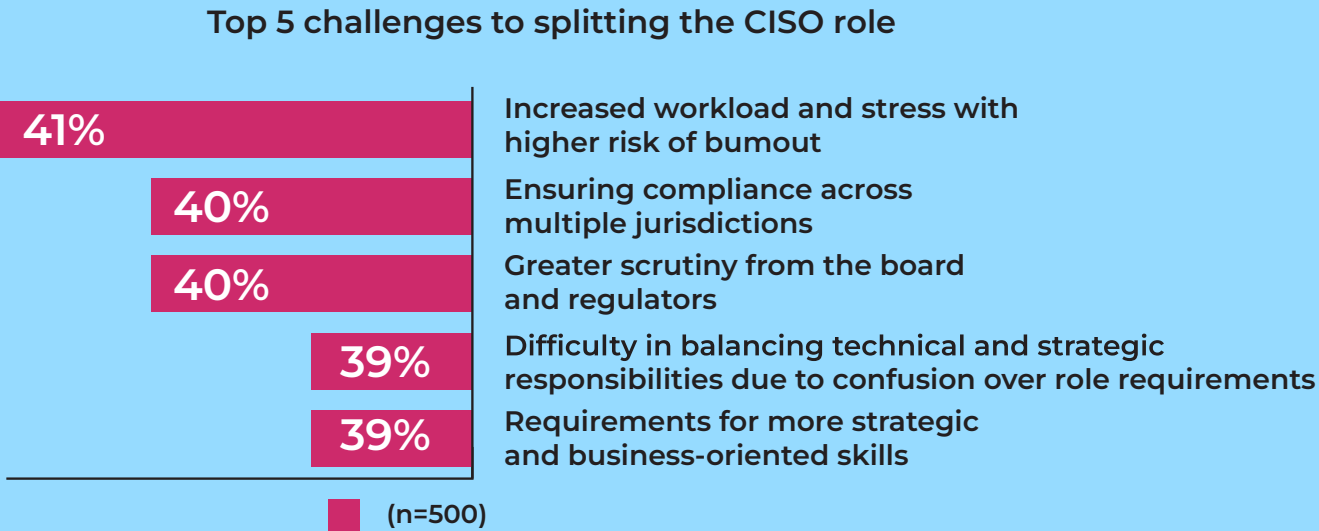 Top 5 challenges to splitting the CISO role
41%
Increased workload and stress with
higher risk of bumout
40%
Ensuring compliance across
multiple jurisdictions
40%
Greater scrutiny from the board
and regulators
39%
Difficulty in balancing technical and strategic
responsibilities due to confusion over role requirements
39%
Requirements for more strategic
and business-oriented skills
(n=500)